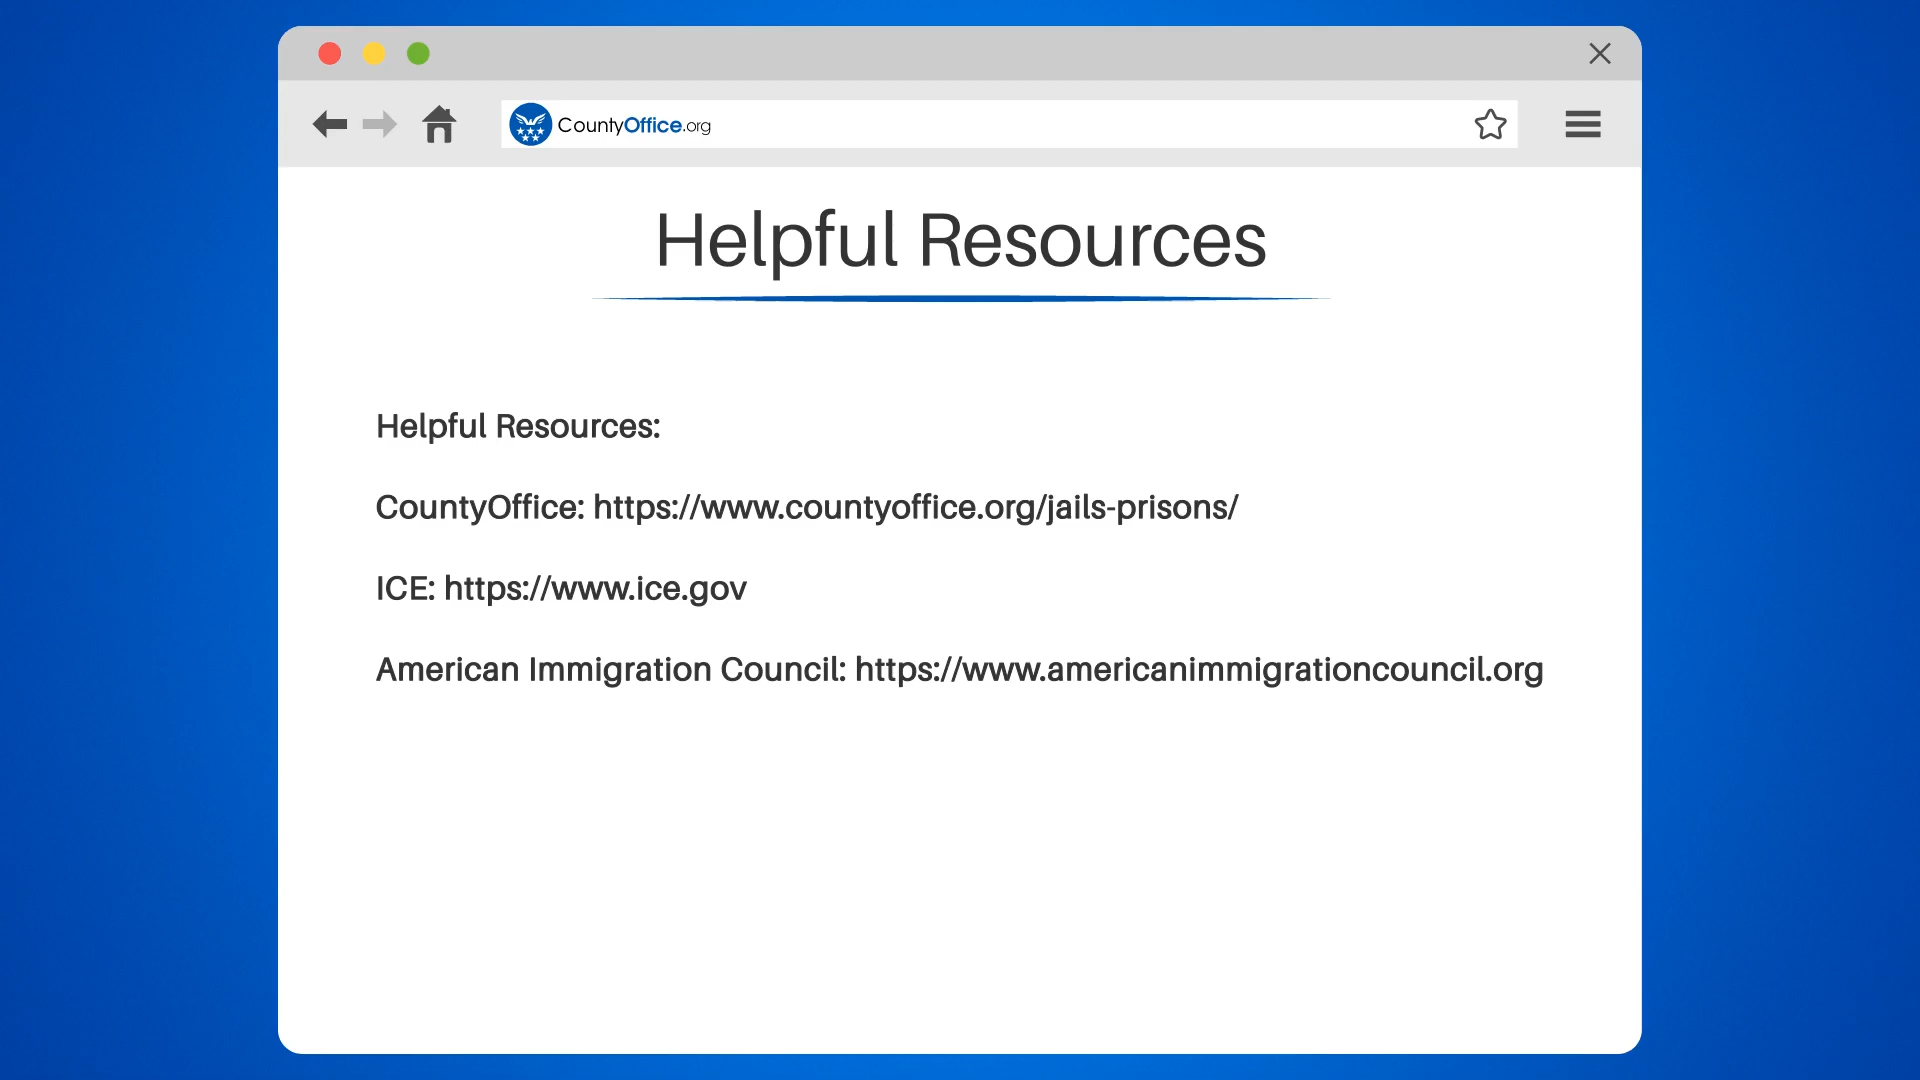 CountyOffice.org
Helpful Resources
Helpful Resources:
CountyOffice: https://www.countyoffice.org/jails-prisons/
ICE: https://www.ice.gov
American Immigration Council: https://www.americanimmigrationcouncil.org